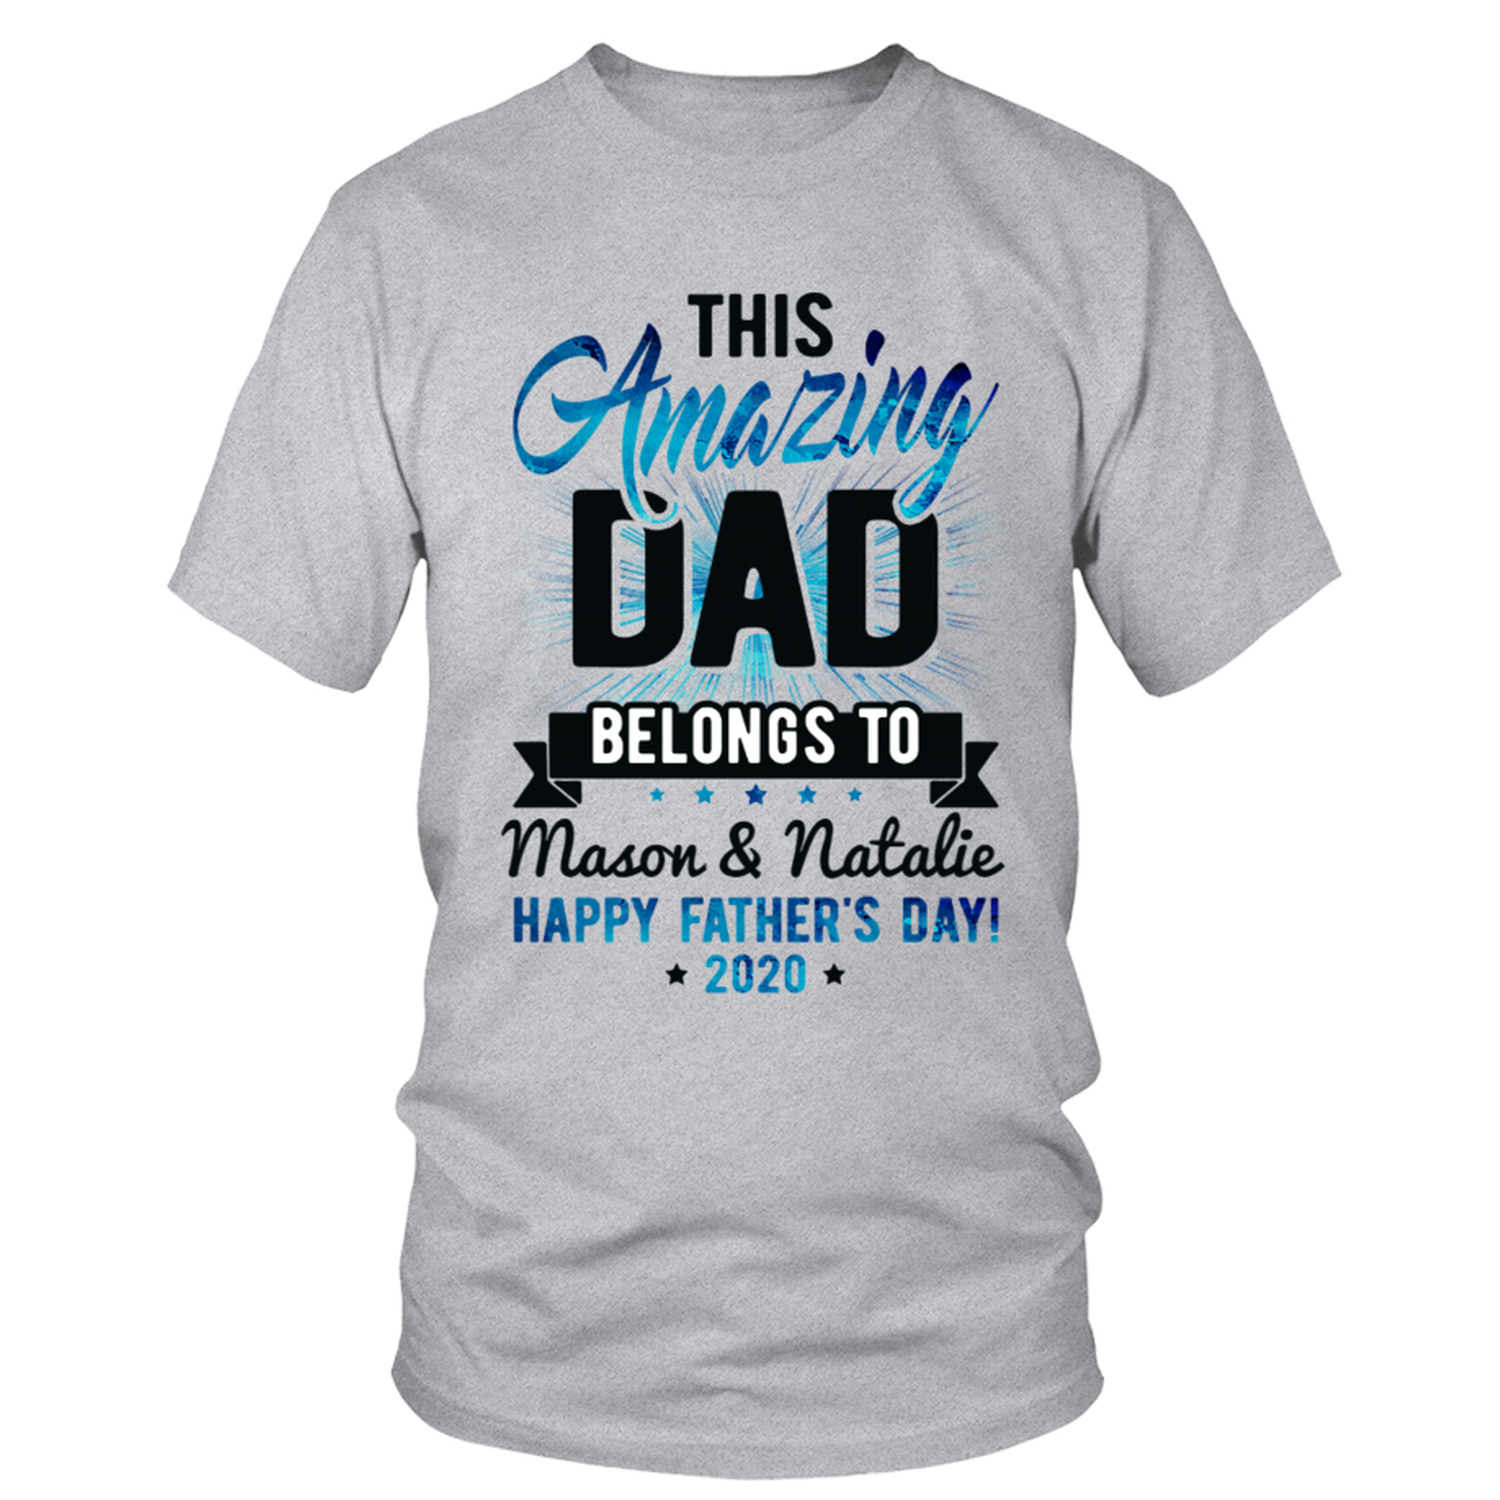 THIS
Amazing
DAD
BELONGS TO
Mason & Natalie
HAPPY FATHER'S DAY!
2020